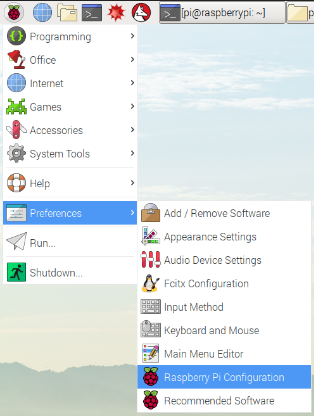 [pi@raspberrypi: ~]
p
Programming
Office
Internet
Games
Accessories
System Tools
Help
Preferences
Run...
Shutdown...
Add / Remove Software
Appearance Settings
Audio Device Settings
Fcitx Configuration
Input Method
Keyboard and Mouse
Main Menu Editor
Raspberry Pi Configuration
Recommended Software